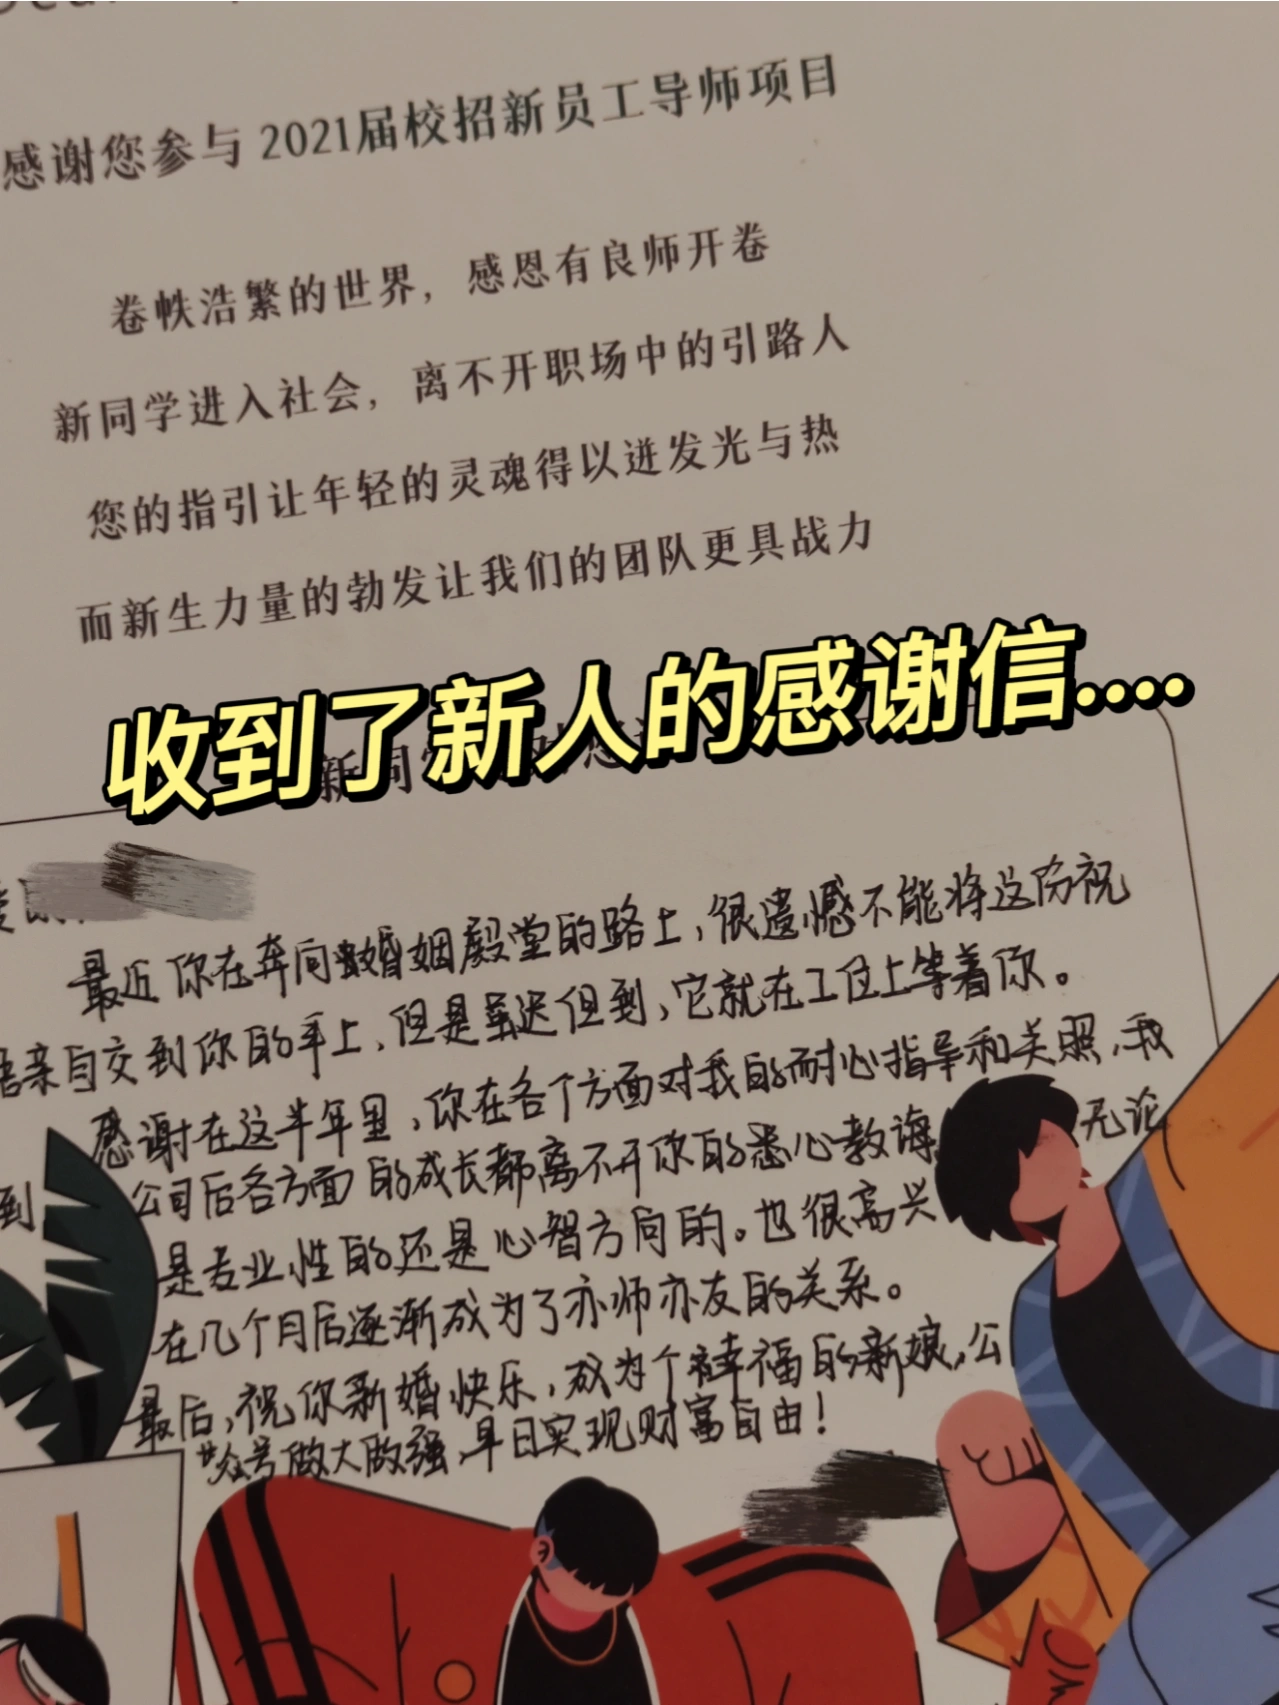 感谢您参与 2021届校招新员工导师项目
卷帙浩繁的世界，感恩有良师开卷
新同学进入社会，离不开职场中的引路人
您的指引让年轻的灵魂得以迸发光与热
而新生力量的勃发让我们的团队更具战力
收到了新人的感谢信....
新同
最近你在奔向婚姻殿堂的路上，很遗憾不能将这份祝
语亲自交到你的手上，但是虽迟但到，它就在工位上等着你。
感谢在这半年里，你在各个方面对我的耐心指导和关照，我
到公司后各方面的成长都离不开你的悉心教诲，无论
是专业性的还是心智方向的。也很高兴
在几个月后逐渐成为了亦师亦友的关系。
最后，祝你新婚快乐，成为个幸福的新娘，公
众号做大做强，早日实现财富自由！